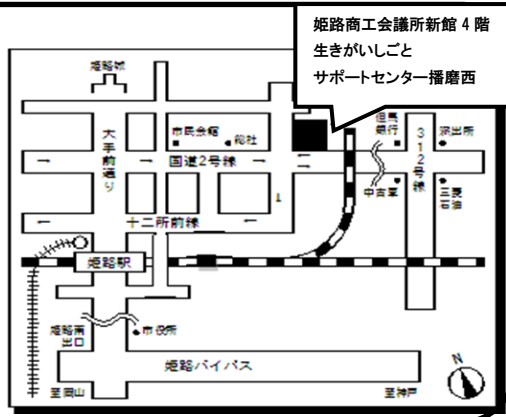 姫路商工会議所新館 4 階
生きがいしごと
サポートセンター播磨西
姫路城
大手前通り
市民会館
総社
国道2号線
但馬
銀行
312号線
派出所
中古車
三菱
石油
十二所前線
姫路駅
姫路南
出口
市役所
姫路バイパス
至岡山
至神戸
N